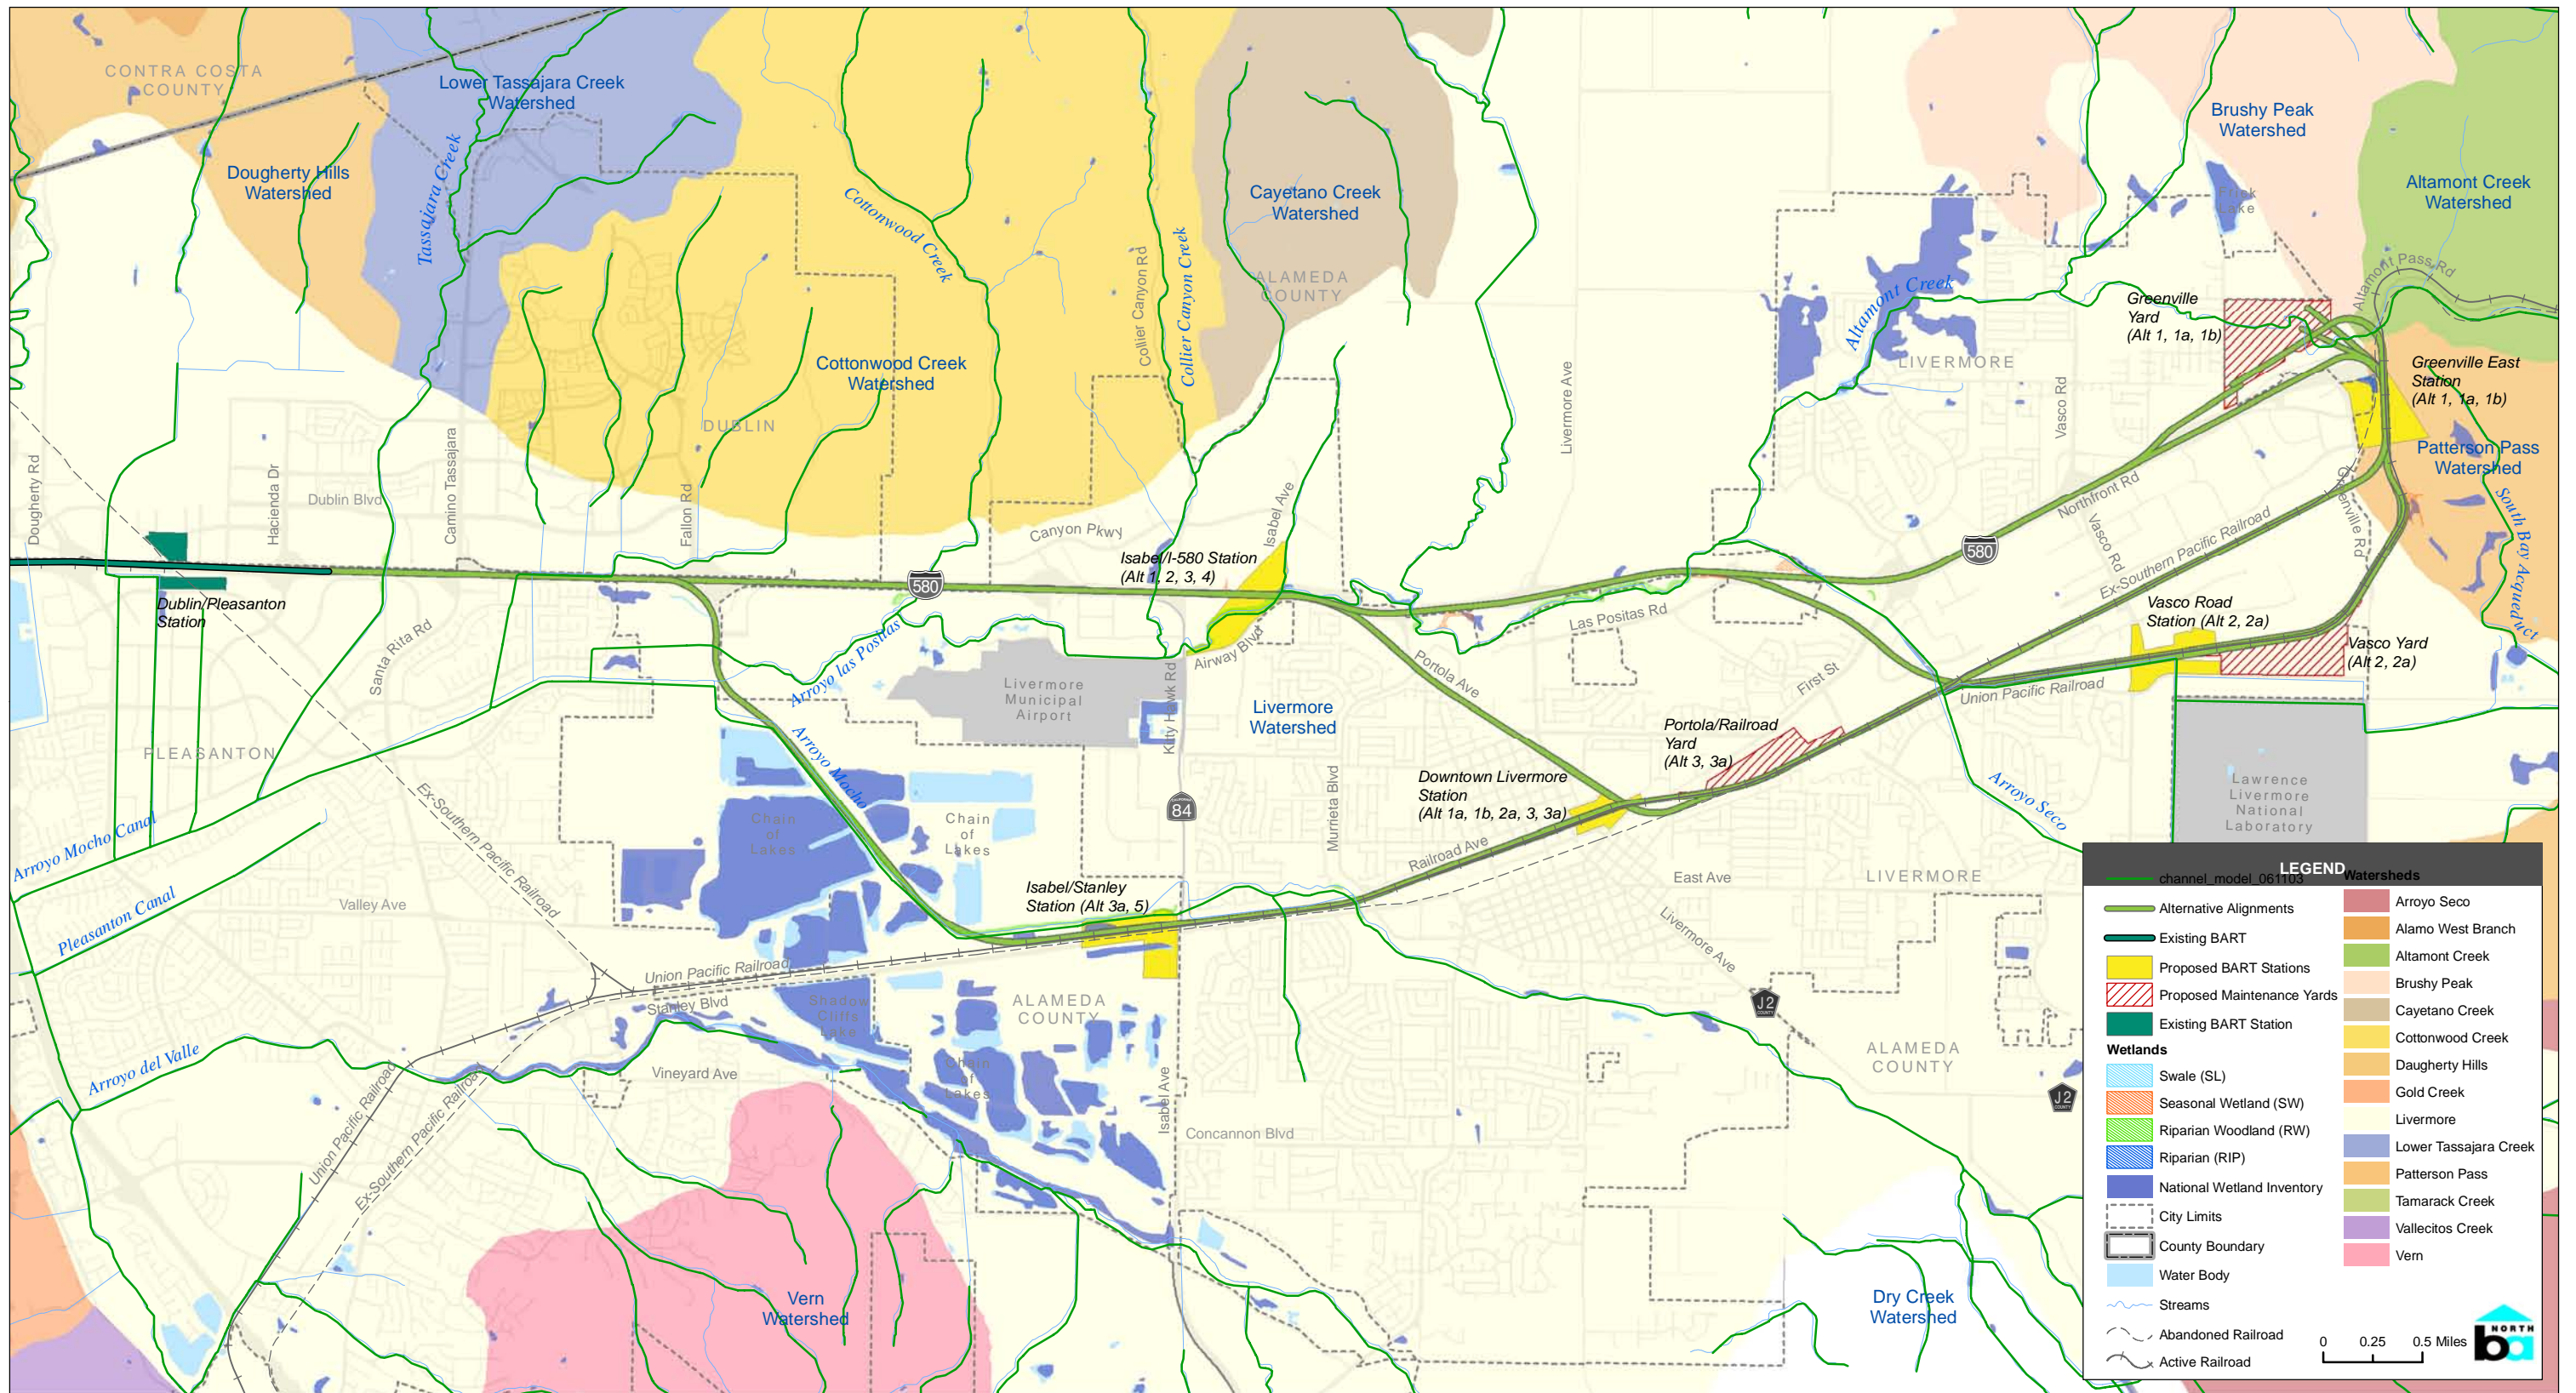 CONTRA COSTA
COUNTY
Lower Tassajara Creek
Watershed
Dougherty Hills
Watershed
Tassajara Creek
Cottonwood Creek
Cottonwood Creek
Watershed
Collier Canyon Rd
Collier Canyon Creek
Cayetano Creek
Watershed
ALAMEDA
COUNTY
Brushy Peak
Watershed
Frick
Lake
Altamont Creek
Watershed
Altamont Pass Rd
Altamont Creek
LIVERMORE
Greenville
Yard
(Alt 1, 1a, 1b)
Greenville East
Station
(Alt 1, 1a, 1b)
Patterson Pass
Watershed
South Bay Acqueduct
Livermore Ave
Vasco Rd
Northfront Rd
Vasco Rd
Greenville Rd
Ex-Southern Pacific Railroad
580
Dougherty Rd
Hacienda Dr
Dublin Blvd
Camino Tassajara
DUBLIN
Fallon Rd
Canyon Pkwy
Isabel Ave
Isabel/I-580 Station
(Alt 1, 2, 3, 4)
580
Dublin/Pleasanton
Station
Santa Rita Rd
Arroyo las Positas
Airway Blvd
Livermore
Municipal
Airport
Kitty Hawk Rd
Livermore
Watershed
Portola Ave
Las Positas Rd
First St
Vasco Road
Station (Alt 2, 2a)
Vasco Yard
(Alt 2, 2a)
Union Pacific Railroad
Portola/Railroad
Yard
(Alt 3, 3a)
Downtown Livermore
Station
(Alt 1a, 1b, 2a, 3, 3a)
Arroyo Seco
Lawrence
Livermore
National
Laboratory
PLEASANTON
Arroyo Mocho
Ex-Southern Pacific Railroad
Chain
of
Lakes
Chain
of
Lakes
CALIFORNIA
84
Murrieta Blvd
Railroad Ave
East Ave
LIVERMORE
Livermore Ave
Arroyo Mocho Canal
Pleasanton Canal
Valley Ave
Isabel/Stanley
Station (Alt 3a, 5)
Union Pacific Railroad
Stanley Blvd
Shadow
Cliffs
Lake
ALAMEDA
COUNTY
Chain
of
Lakes
J2
COUNTY
ALAMEDA
COUNTY
J2
COUNTY
Arroyo del Valle
Vineyard Ave
Union Pacific Railroad
Ex-Southern Pacific Railroad
Isabel Ave
Concannon Blvd
Vern
Watershed
Dry Creek
Watershed
LEGEND
channel_model_061103
Alternative Alignments
Existing BART
Proposed BART Stations
Proposed Maintenance Yards
Existing BART Station
Wetlands
Swale (SL)
Seasonal Wetland (SW)
Riparian Woodland (RW)
Riparian (RIP)
National Wetland Inventory
City Limits
County Boundary
Water Body
Streams
Abandoned Railroad
Active Railroad
Watersheds
Arroyo Seco
Alamo West Branch
Altamont Creek
Brushy Peak
Cayetano Creek
Cottonwood Creek
Daugherty Hills
Gold Creek
Livermore
Lower Tassajara Creek
Patterson Pass
Tamarack Creek
Vallecitos Creek
Vern
0 0.25 0.5 Miles
NORTH
ba